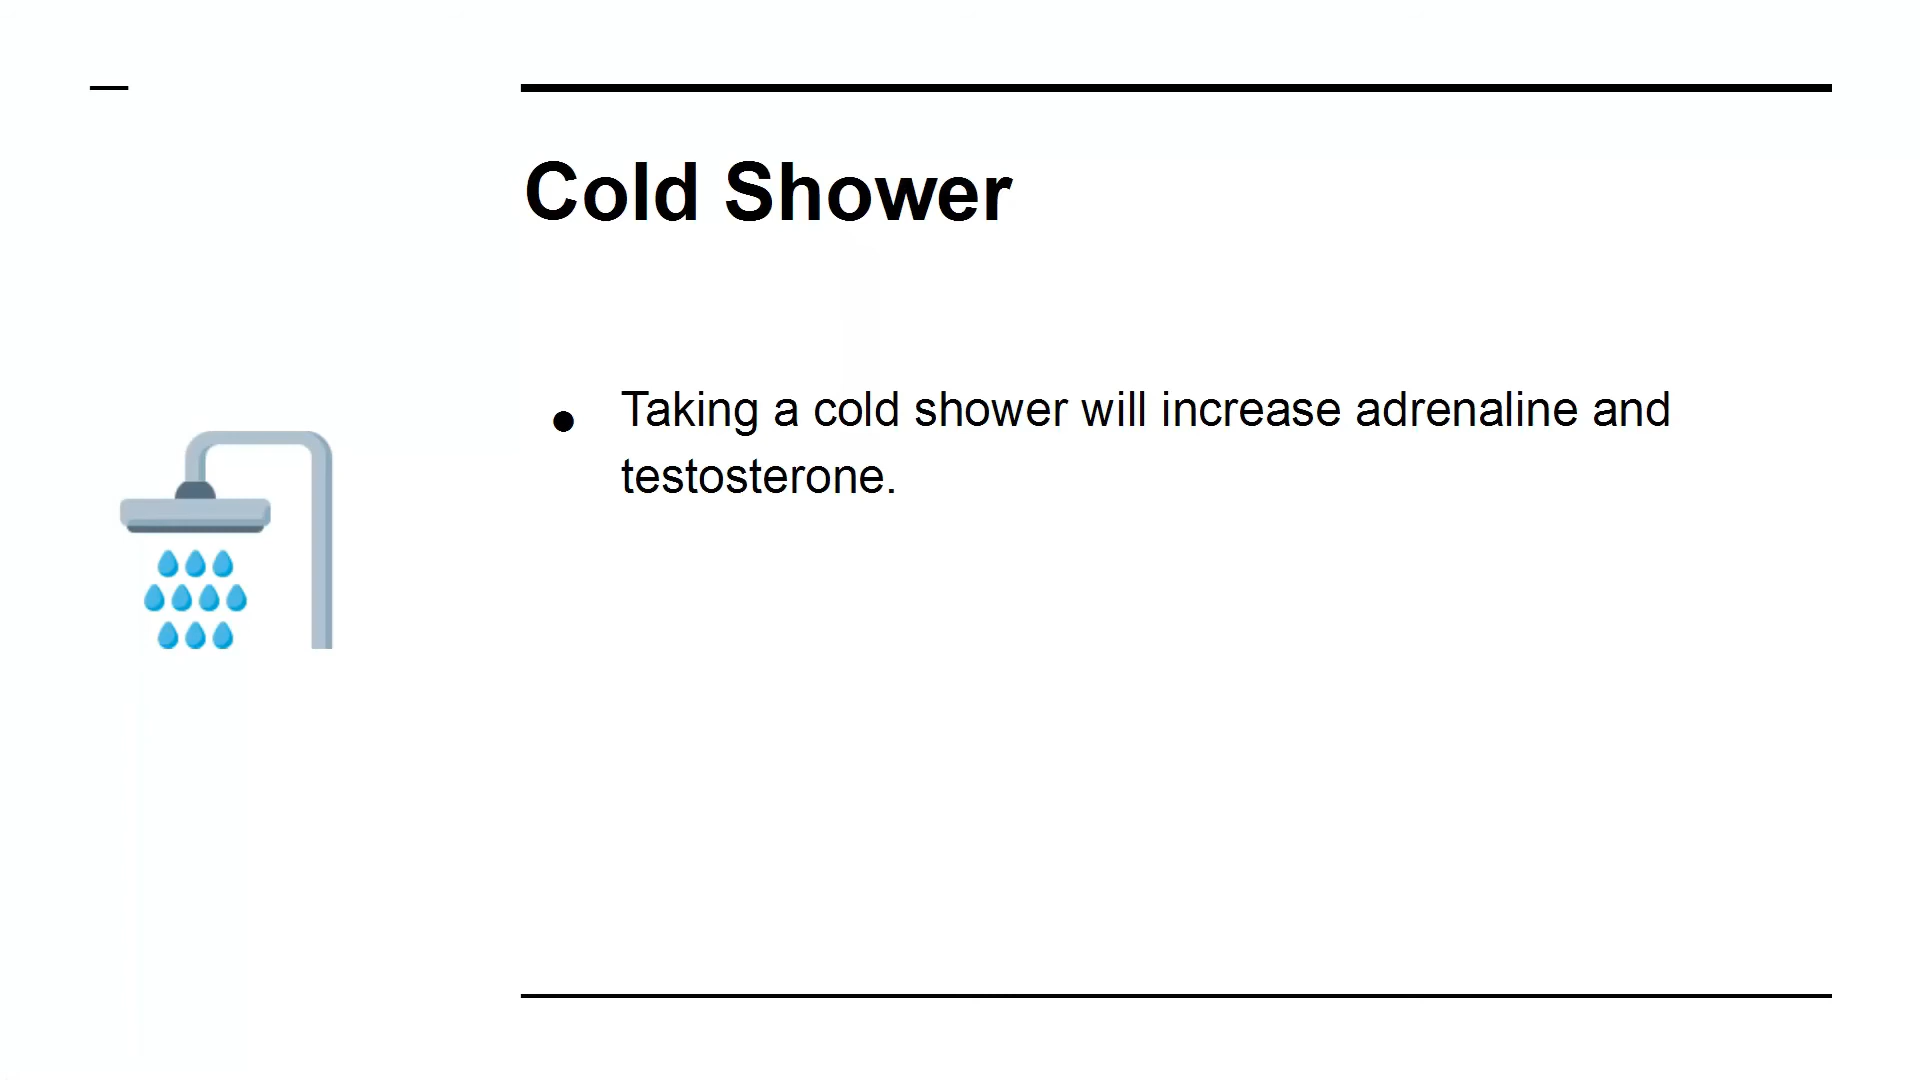 Cold Shower
● Taking a cold shower will increase adrenaline and
testosterone.